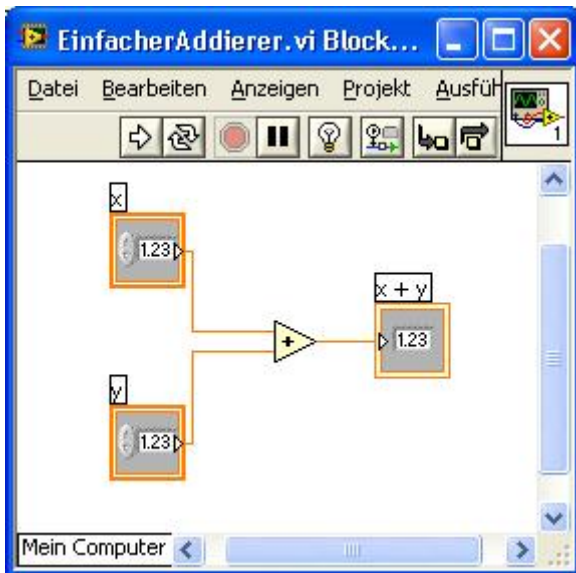 EinfacherAddierer.vi Block...
Datei Bearbeiten Anzeigen Projekt Ausfüh
1
x
1.23
x + y
1.23
y
1.23
Mein Computer